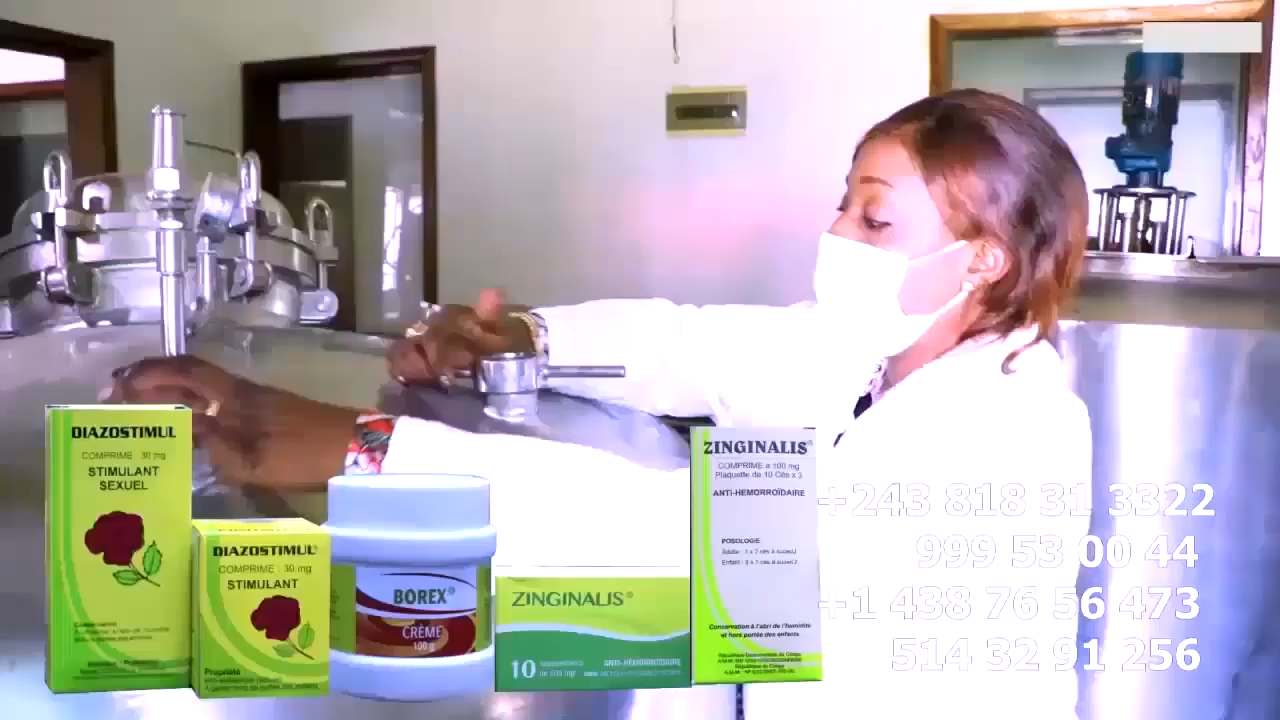 DIAZOSTIMUL
COMPRIME : 30 mg
STIMULANT
SEXUEL
DIAZOSTIMUL
COMPRIME : 30 mg
STIMULANT
Propriété
BOREX®
CRÈME
100 g
ZINGINALIS®
10
ANTI-HÉMORROÏDAIRE
ZINGINALIS®
COMPRIME a 100 mg
Plaquette de 10 Cés x 3
ANTI-HEMORROÏDAIRE
POSOLOGIE
Conservation à l'abri de l'humidité
et hors portée des enfants
+243 818 31 3322
999 53 00 44
+1 438 76 56 473
514 32 91 256